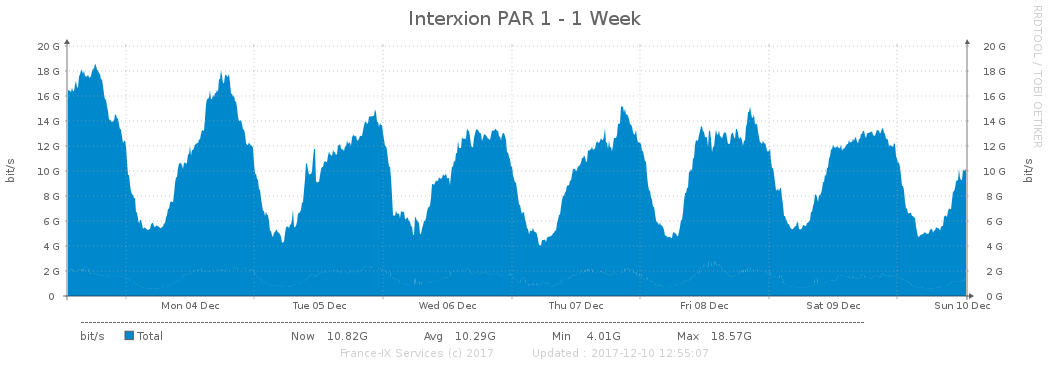 Interxion PAR 1 - 1 Week
RRDTOOL / TOBI OETIKER
bit/s
bit/s
20 G 20 G
18 G 18 G
16 G 16 G
14 G 14 G
12 G 12 G
10 G 10 G
8 G 8 G
6 G 6 G
4 G 4 G
2 G 2 G
0 0 G
Mon 04 Dec Tue 05 Dec Wed 06 Dec Thu 07 Dec Fri 08 Dec Sat 09 Dec Sun 10 Dec
bit/s Total Now 10.82G Avg 10.29G Min 4.01G Max 18.57G
France-IX Services (c) 2017 Updated : 2017-12-10 12:55:07